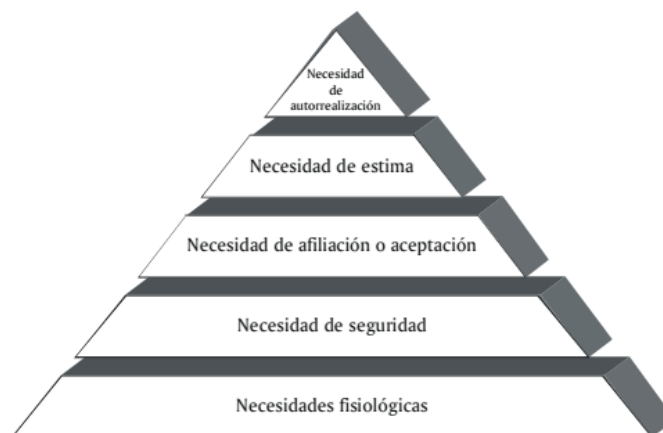 Necesidad
de
autorrealización
Necesidad de estima
Necesidad de afiliación o aceptación
Necesidad de seguridad
Necesidades fisiológicas